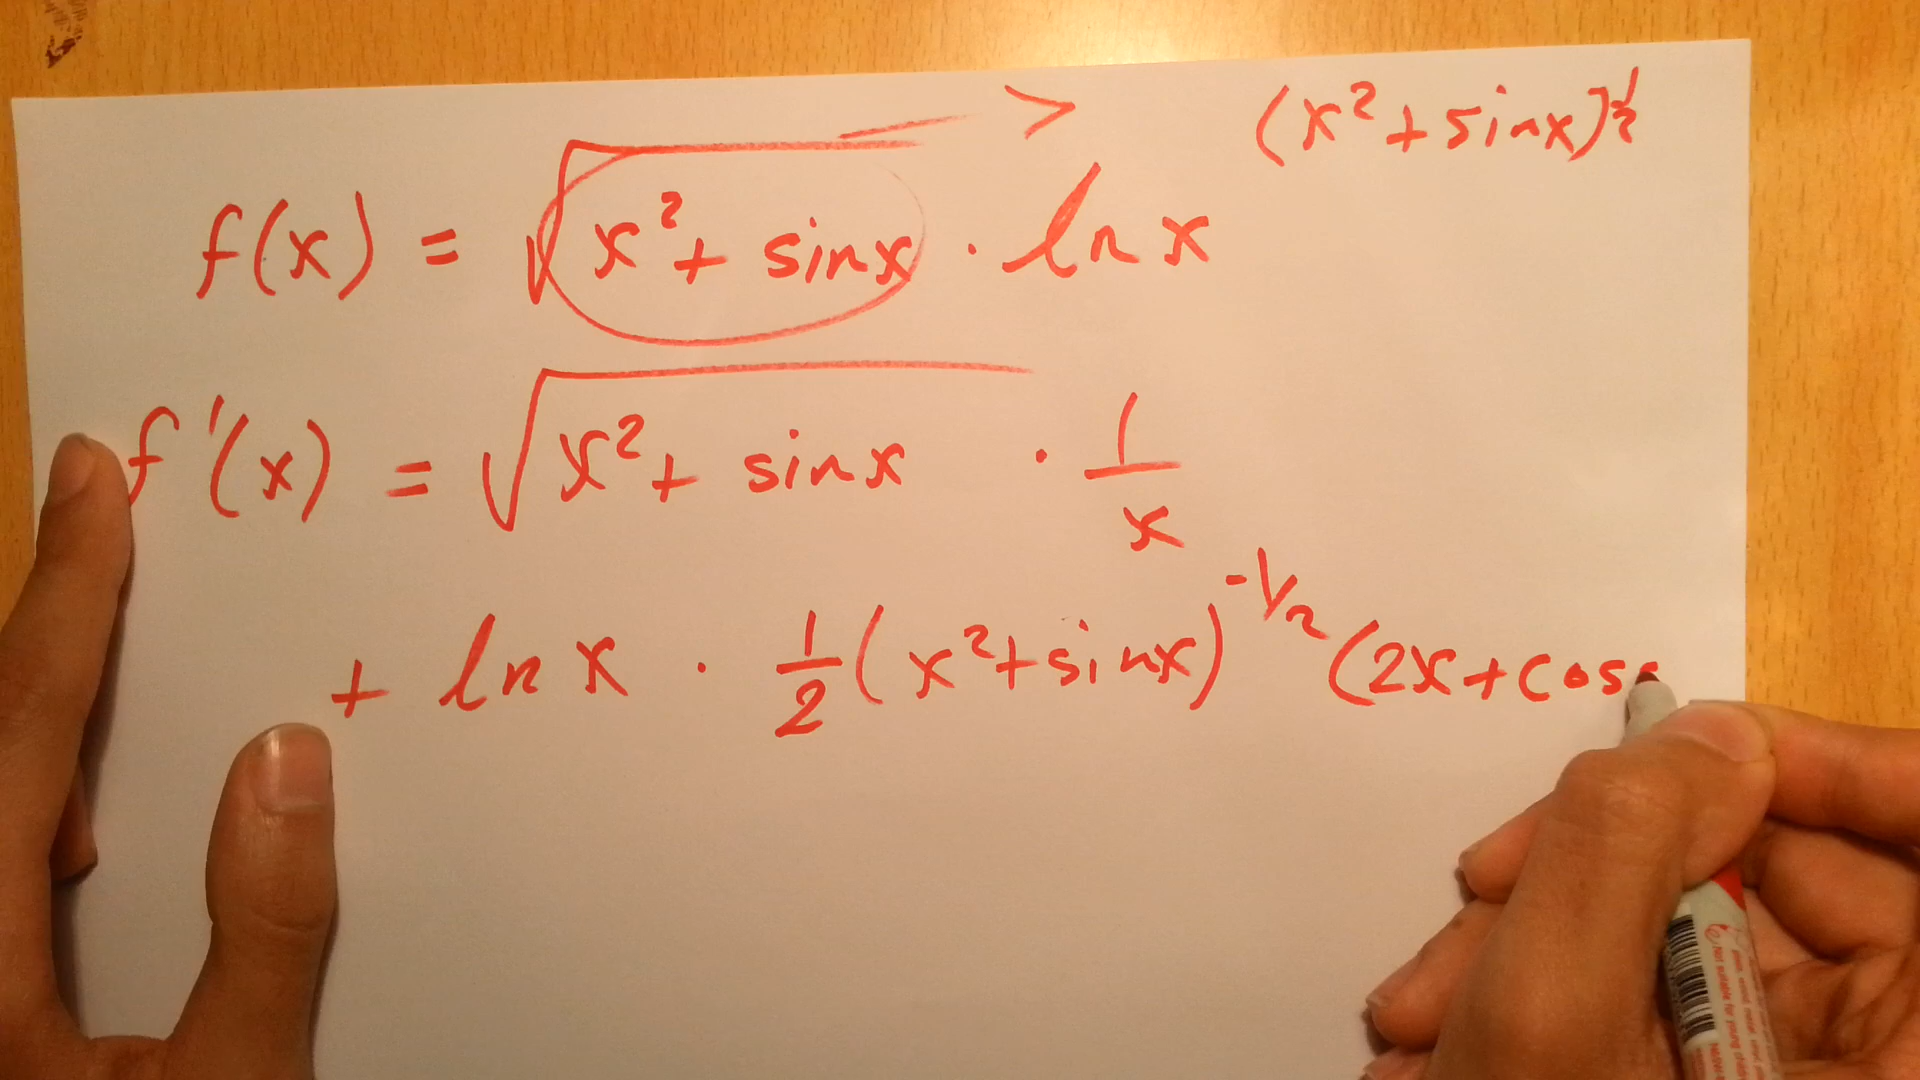 (x²+sinx)^½
f(x) = √(x²+ sinx) · ln x
f'(x) = √(x²+ sinx) · 1/x
+ ln x · 1/2 (x²+sinx)^-1/2 (2x+cos